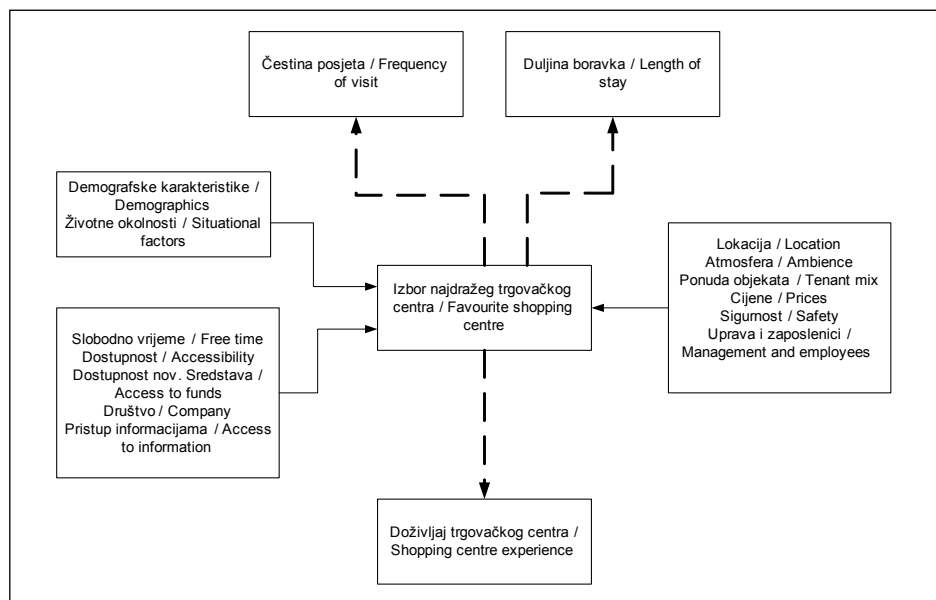 Čestina posjeta / Frequency
of visit
Duljina boravka / Length of
stay
Demografske karakteristike /
Demographics
Životne okolnosti / Situational
factors
Lokacija / Location
Atmosfera / Ambience
Ponuda objekata / Tenant mix
Cijene / Prices
Sigurnost / Safety
Uprava i zaposlenici /
Management and employees
Izbor najdražeg trgovačkog
centra / Favourite shopping
centre
Slobodno vrijeme / Free time
Dostupnost / Accessibility
Dostupnost nov. Sredstava /
Access to funds
Društvo / Company
Pristup informacijama / Access
to information
Doživljaj trgovačkog centra /
Shopping centre experience